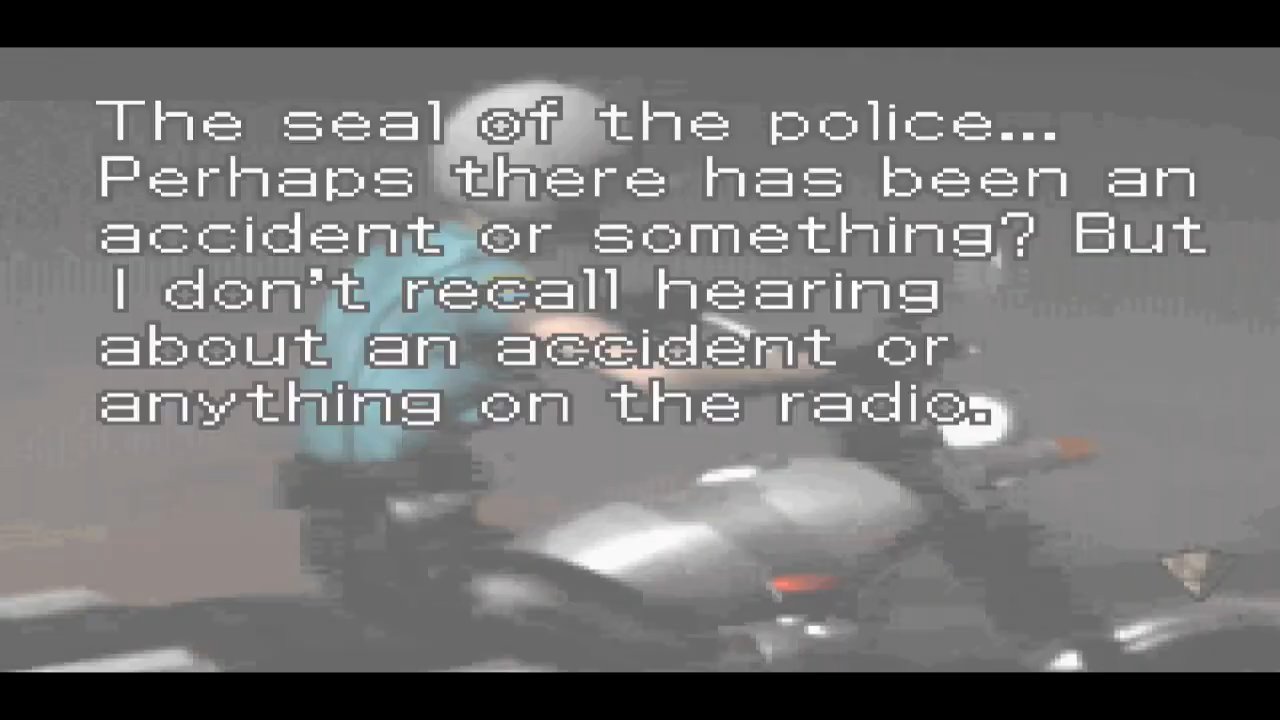 The seal of the police...
Perhaps there has been an
accident or something? But
I don't recall hearing
about an accident or
anything on the radio.